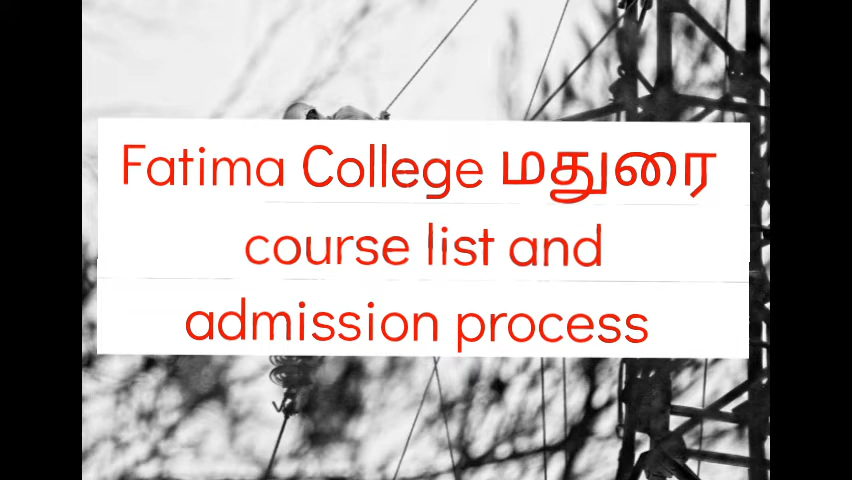 Fatima College மதுரை
course list and
admission process